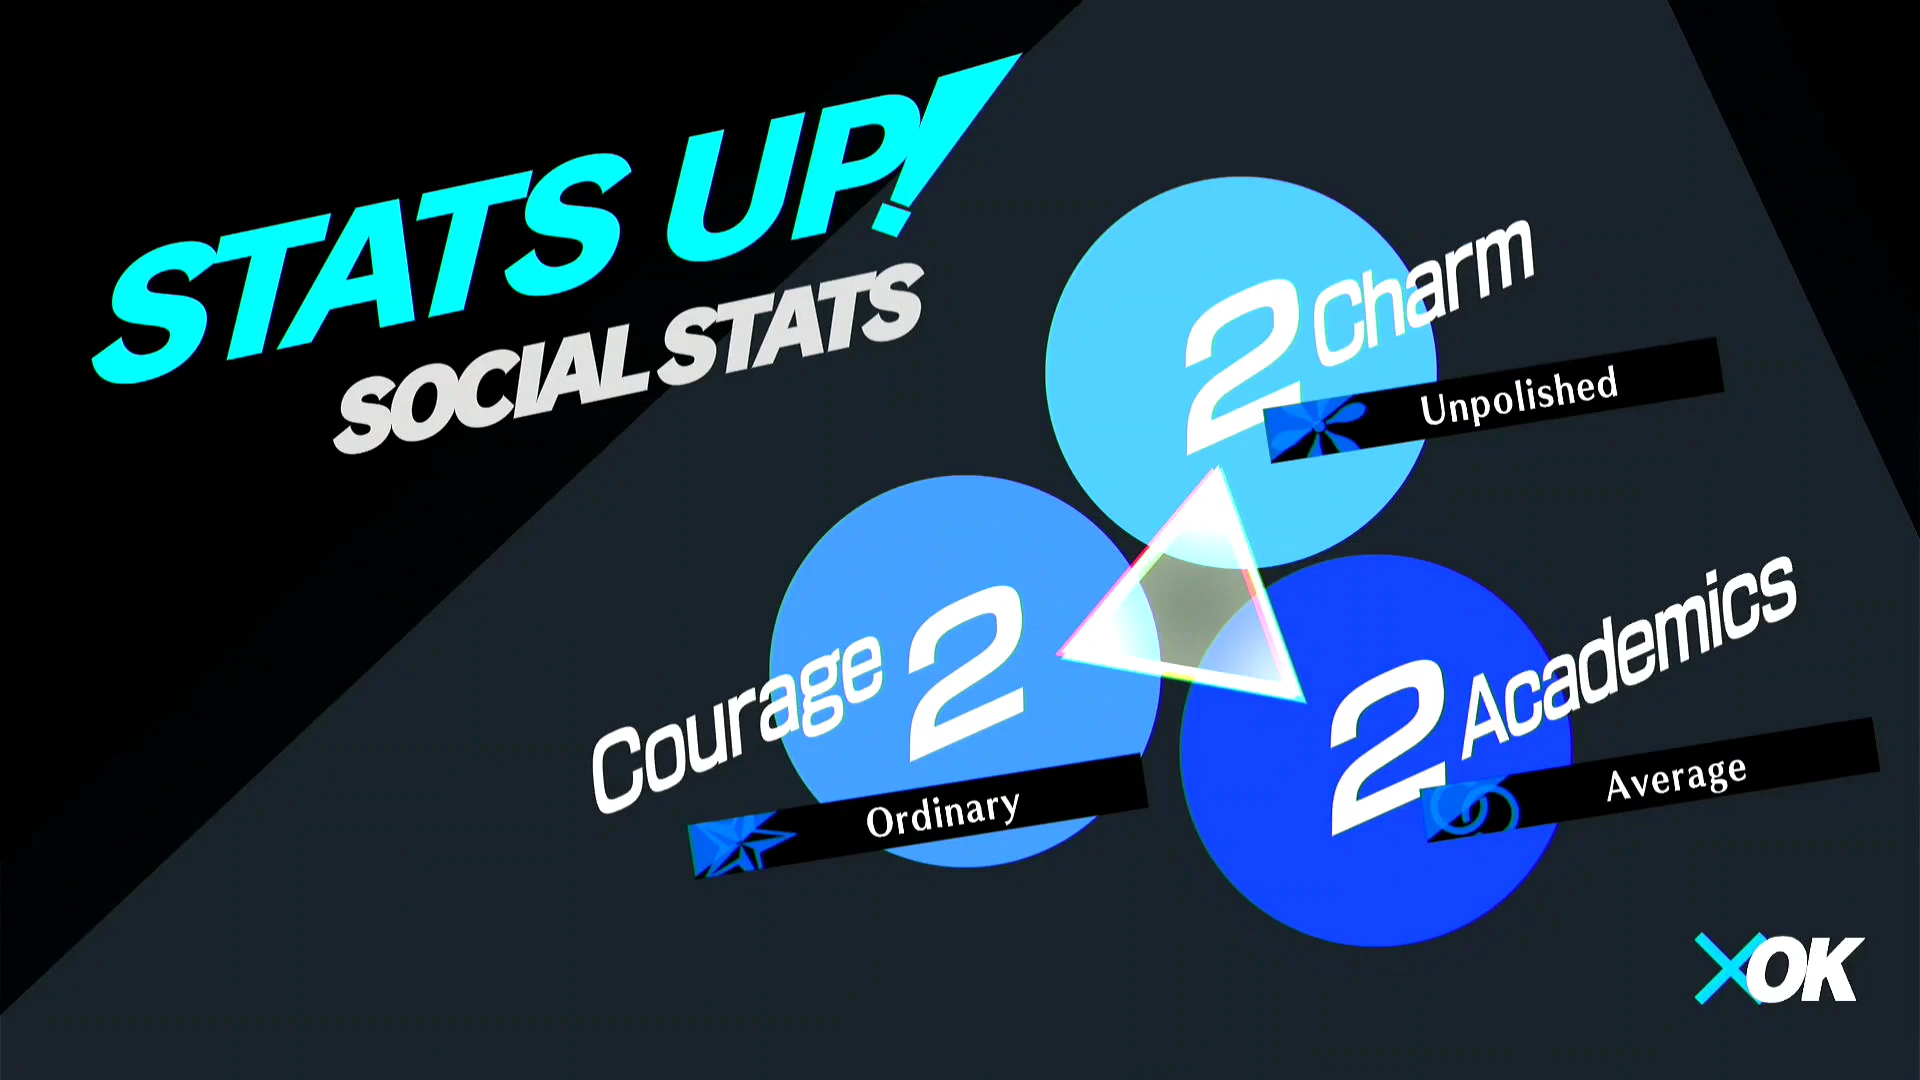 STATS UP!
SOCIAL STATS
2 Charm
Unpolished
Courage 2
Ordinary
2 Academics
Average
OK